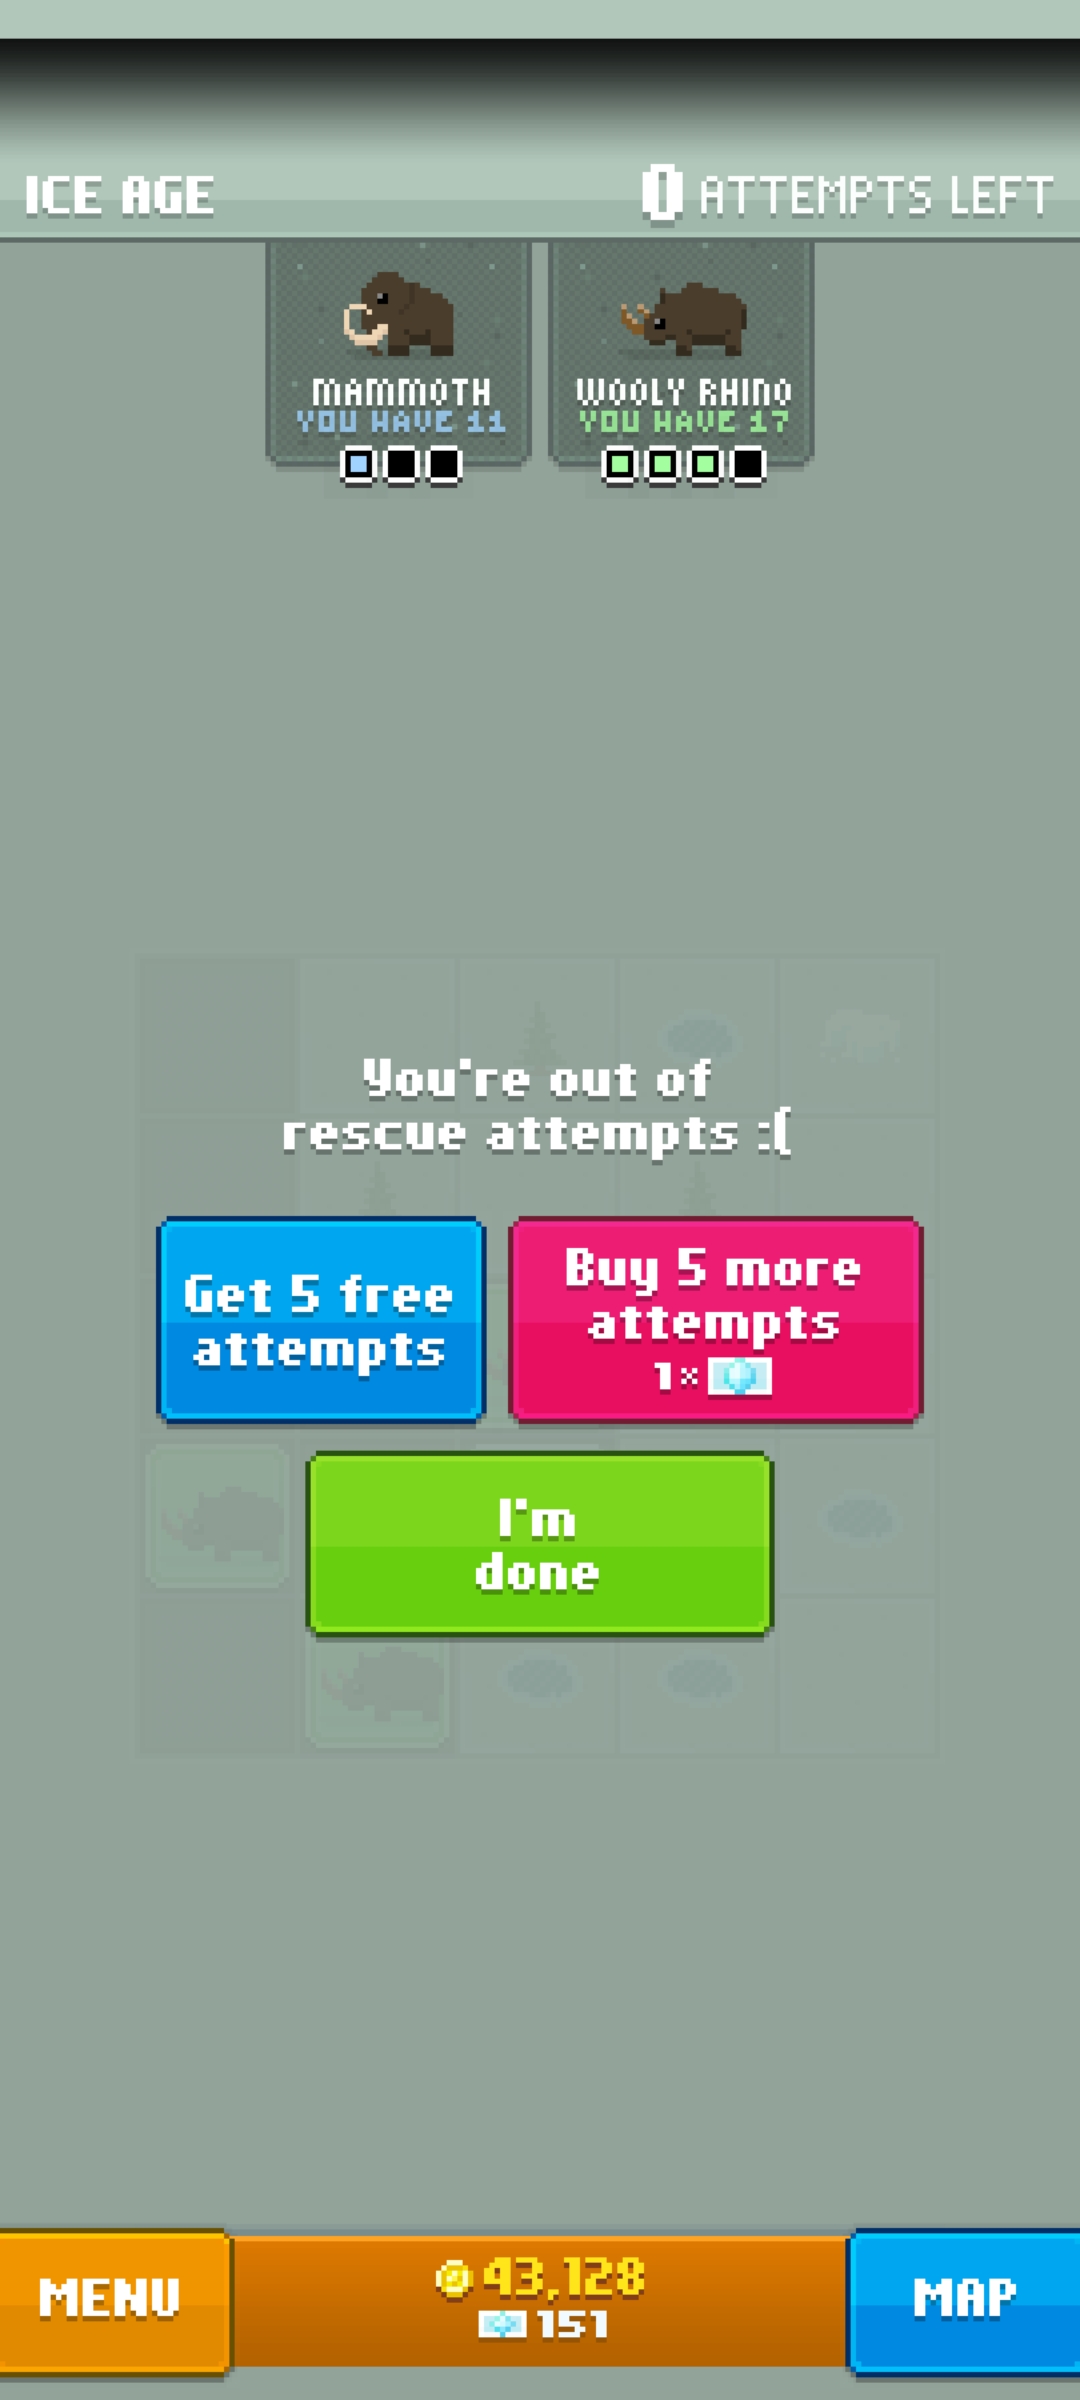 ICE AGE
0 ATTEMPTS LEFT
MAMMOTH
YOU HAVE 11
WOOLY RHINO
YOU HAVE 17
You're out of
rescue attempts :(
Get 5 free
attempts
Buy 5 more
attempts
1×
I'm
done
MENU
43,128
151
MAP